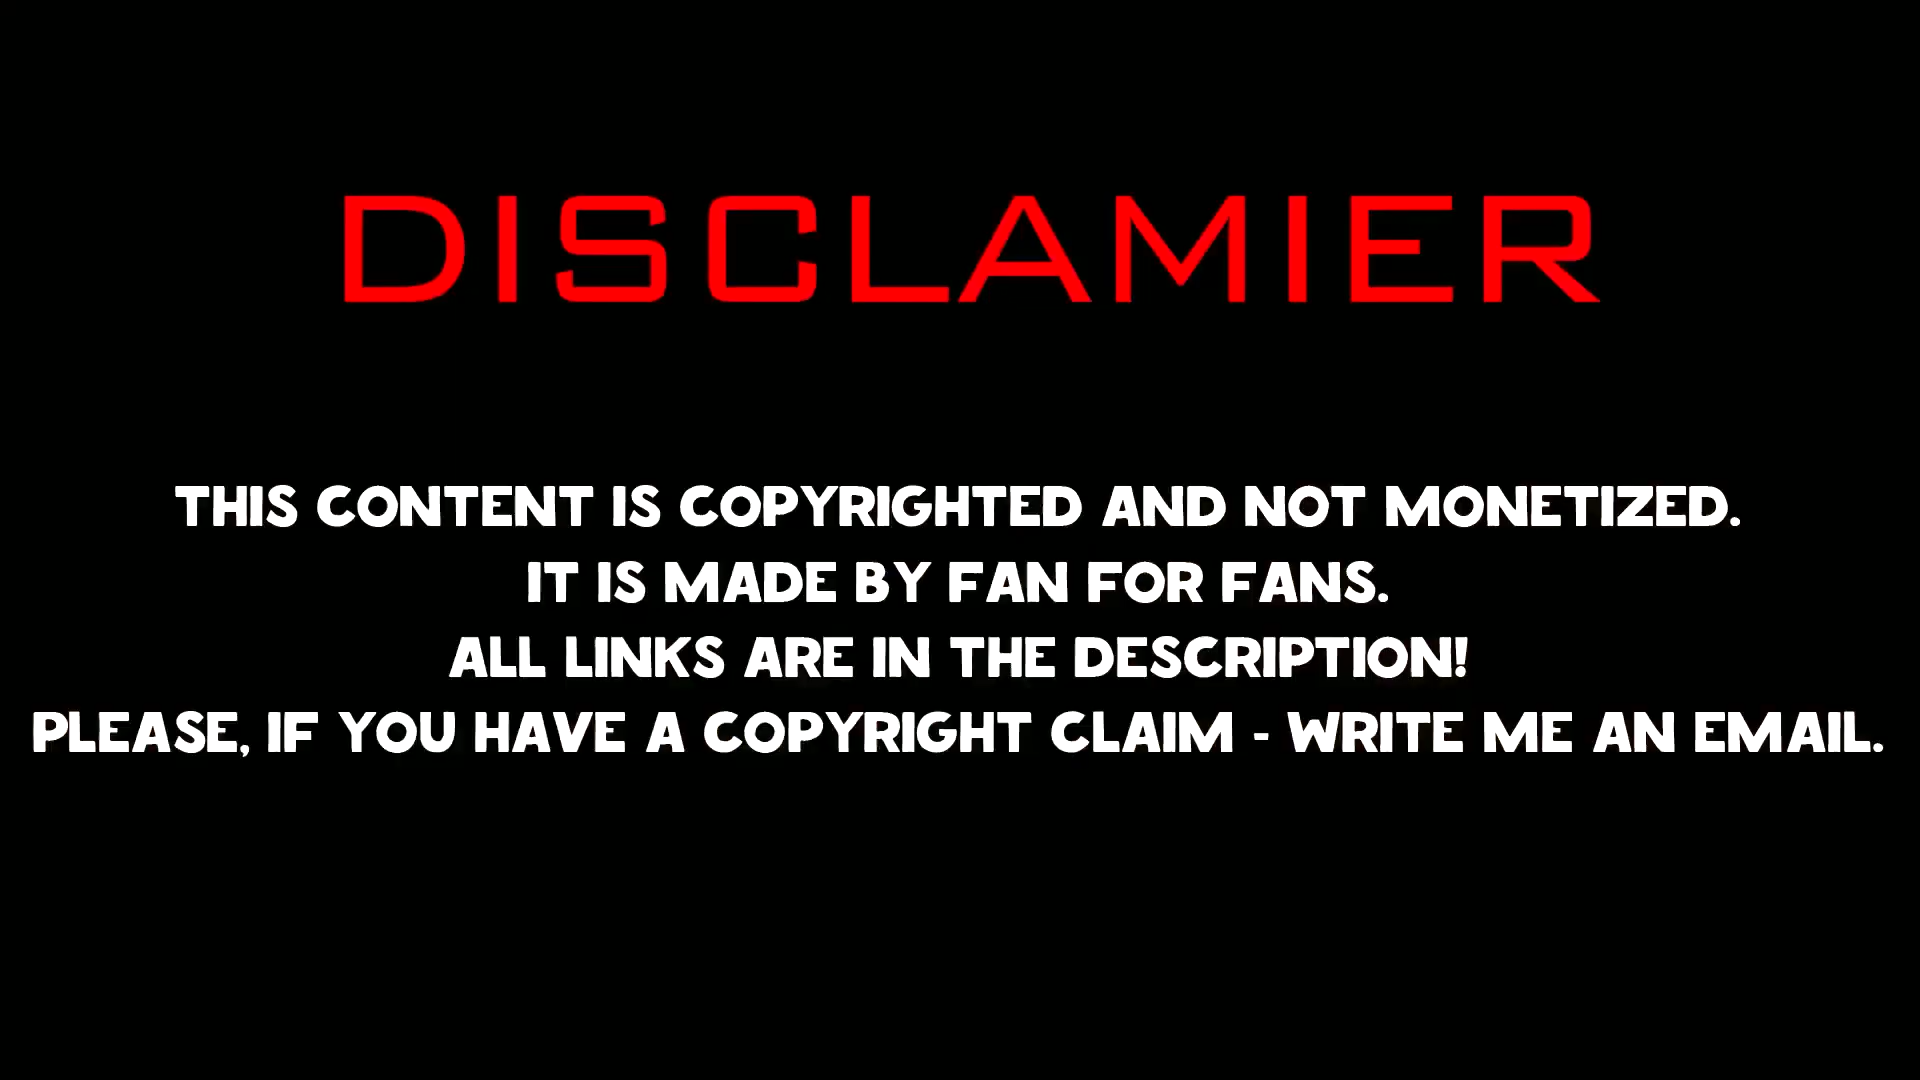 DISCLAMIER
THIS CONTENT IS COPYRIGHTED AND NOT MONETIZED.
IT IS MADE BY FAN FOR FANS.
ALL LINKS ARE IN THE DESCRIPTION!
PLEASE, IF YOU HAVE A COPYRIGHT CLAIM - WRITE ME AN EMAIL.